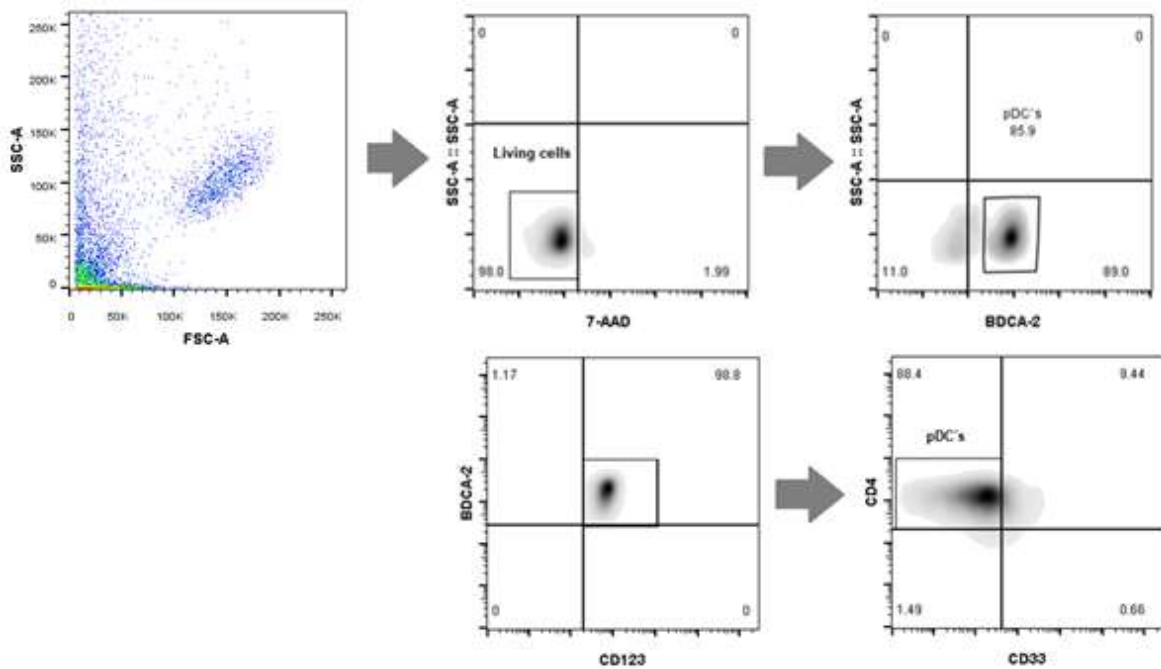 250K
200K
150K
100K
50K
0
SSC-A
0
50K
100K
150K
200K
250K
FSC-A
0
0
SSC-A :: SSC-A
Living cells
98.0
1.99
7-AAD
0
0
SSC-A :: SSC-A
pDC´s
85.9
11.0
89.0
BDCA-2
1.17
98.8
BDCA-2
0
0
CD123
88.4
9.44
pDC´s
CD4
1.49
0.66
CD33